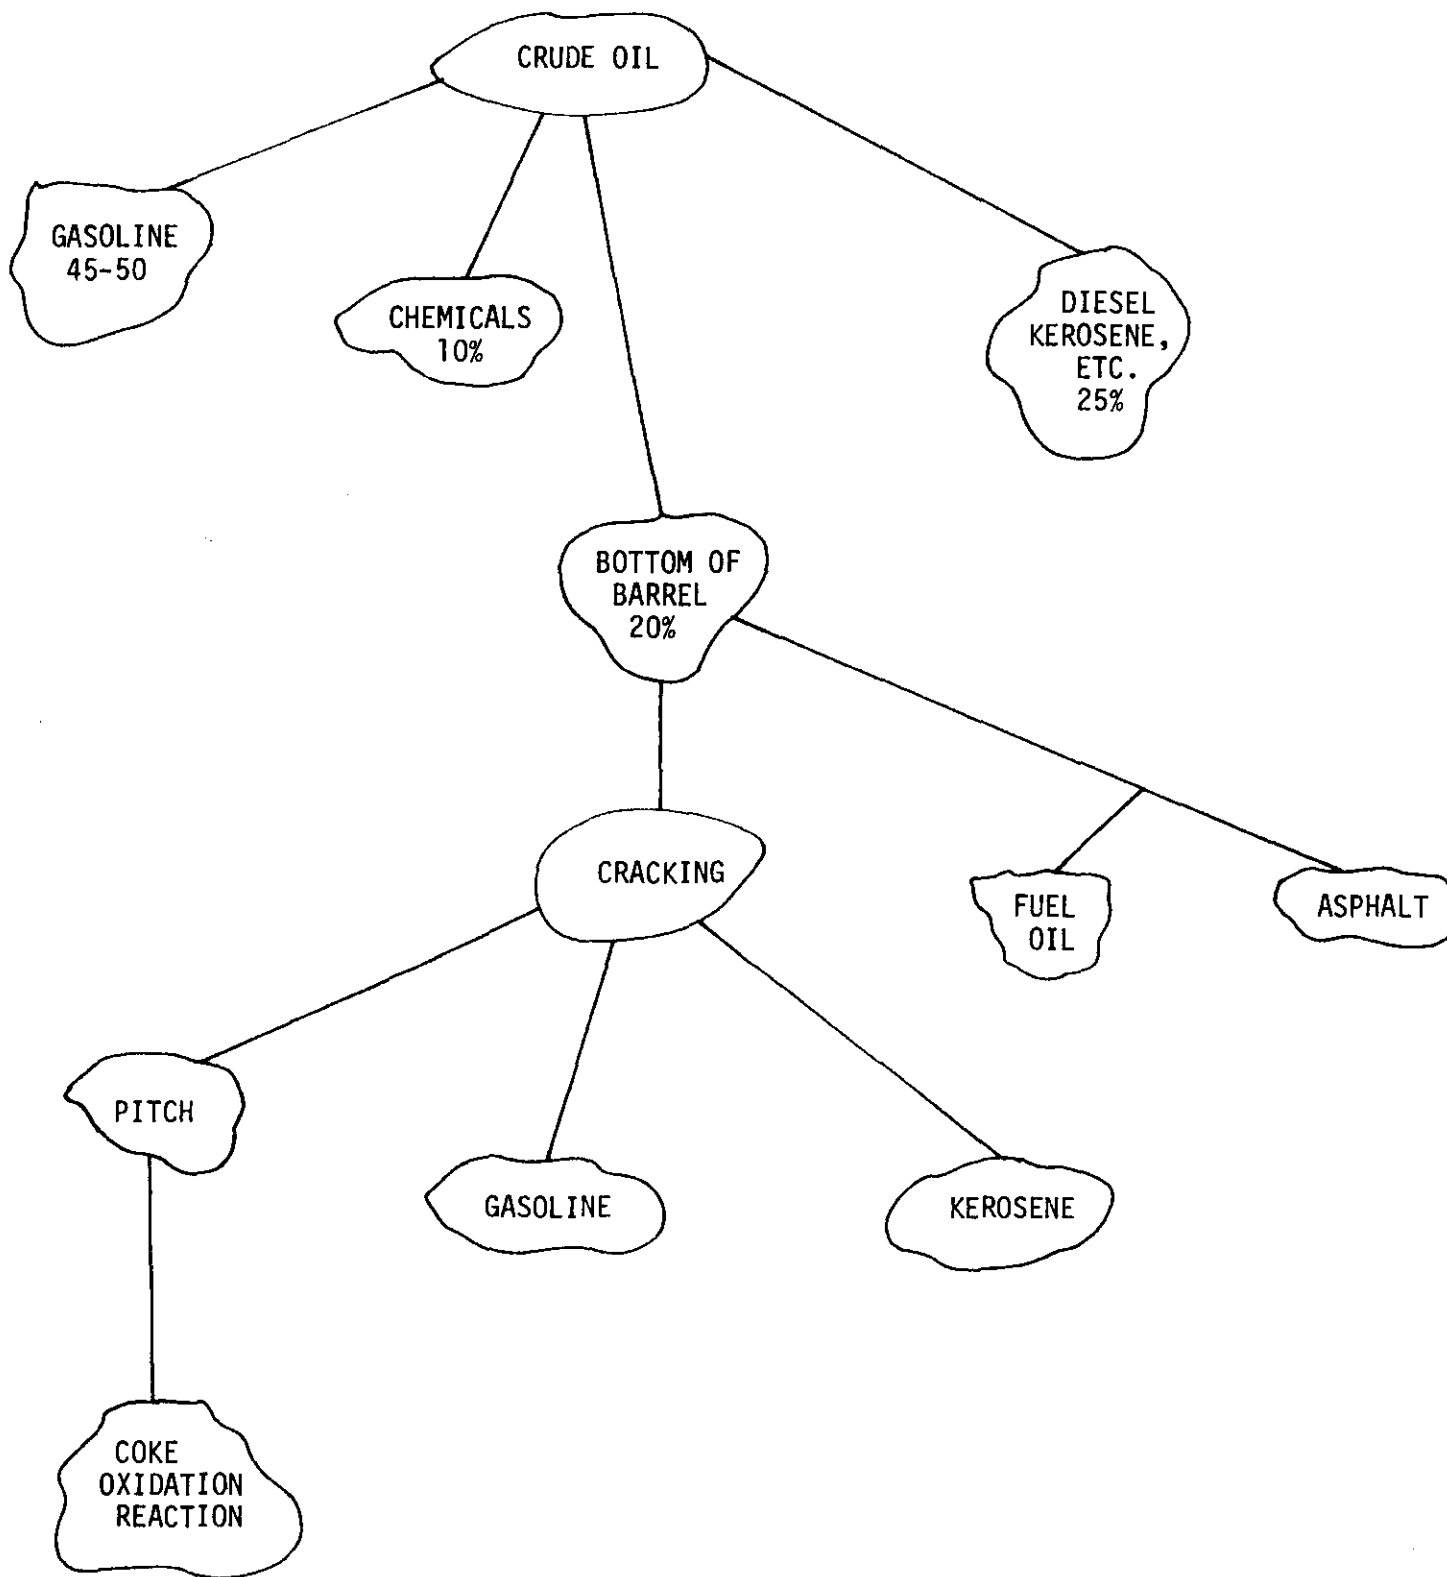 CRUDE OIL
GASOLINE
45-50
CHEMICALS
10%
DIESEL
KEROSENE,
ETC.
25%
BOTTOM OF
BARREL
20%
CRACKING
FUEL
OIL
ASPHALT
PITCH
GASOLINE
KEROSENE
COKE
OXIDATION
REACTION